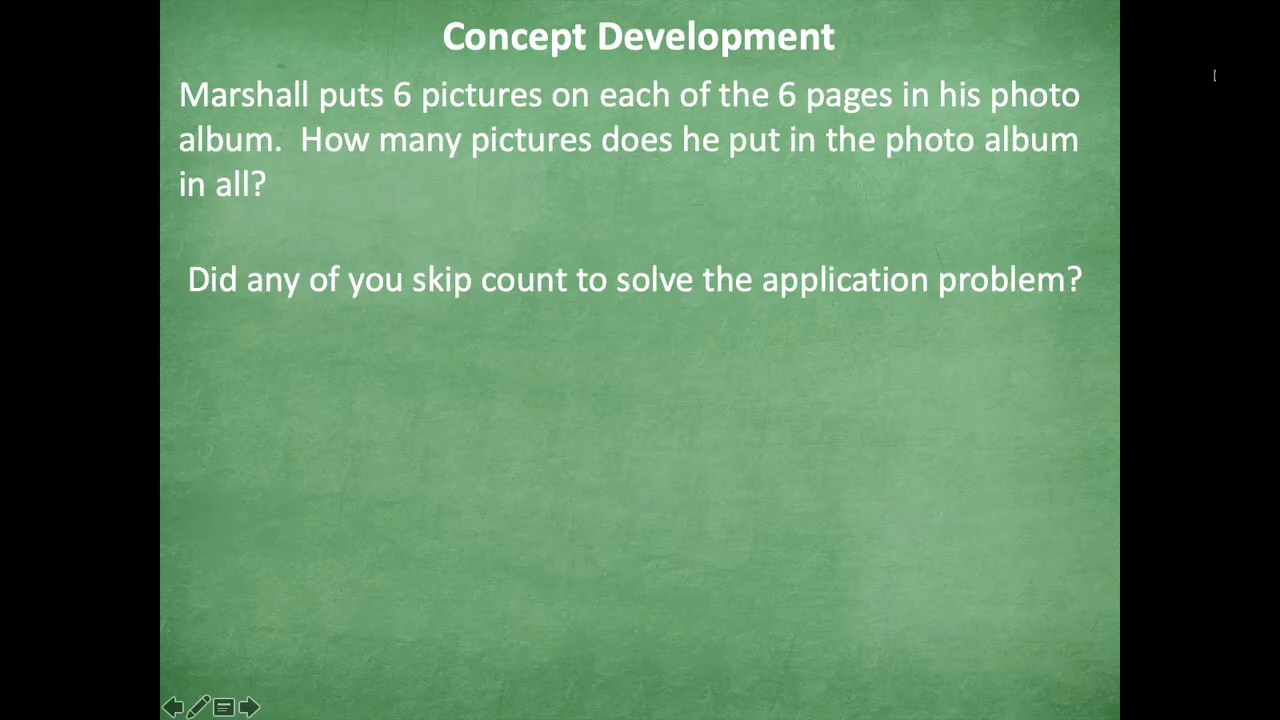 Concept Development
Marshall puts 6 pictures on each of the 6 pages in his photo
album.  How many pictures does he put in the photo album
in all?
Did any of you skip count to solve the application problem?